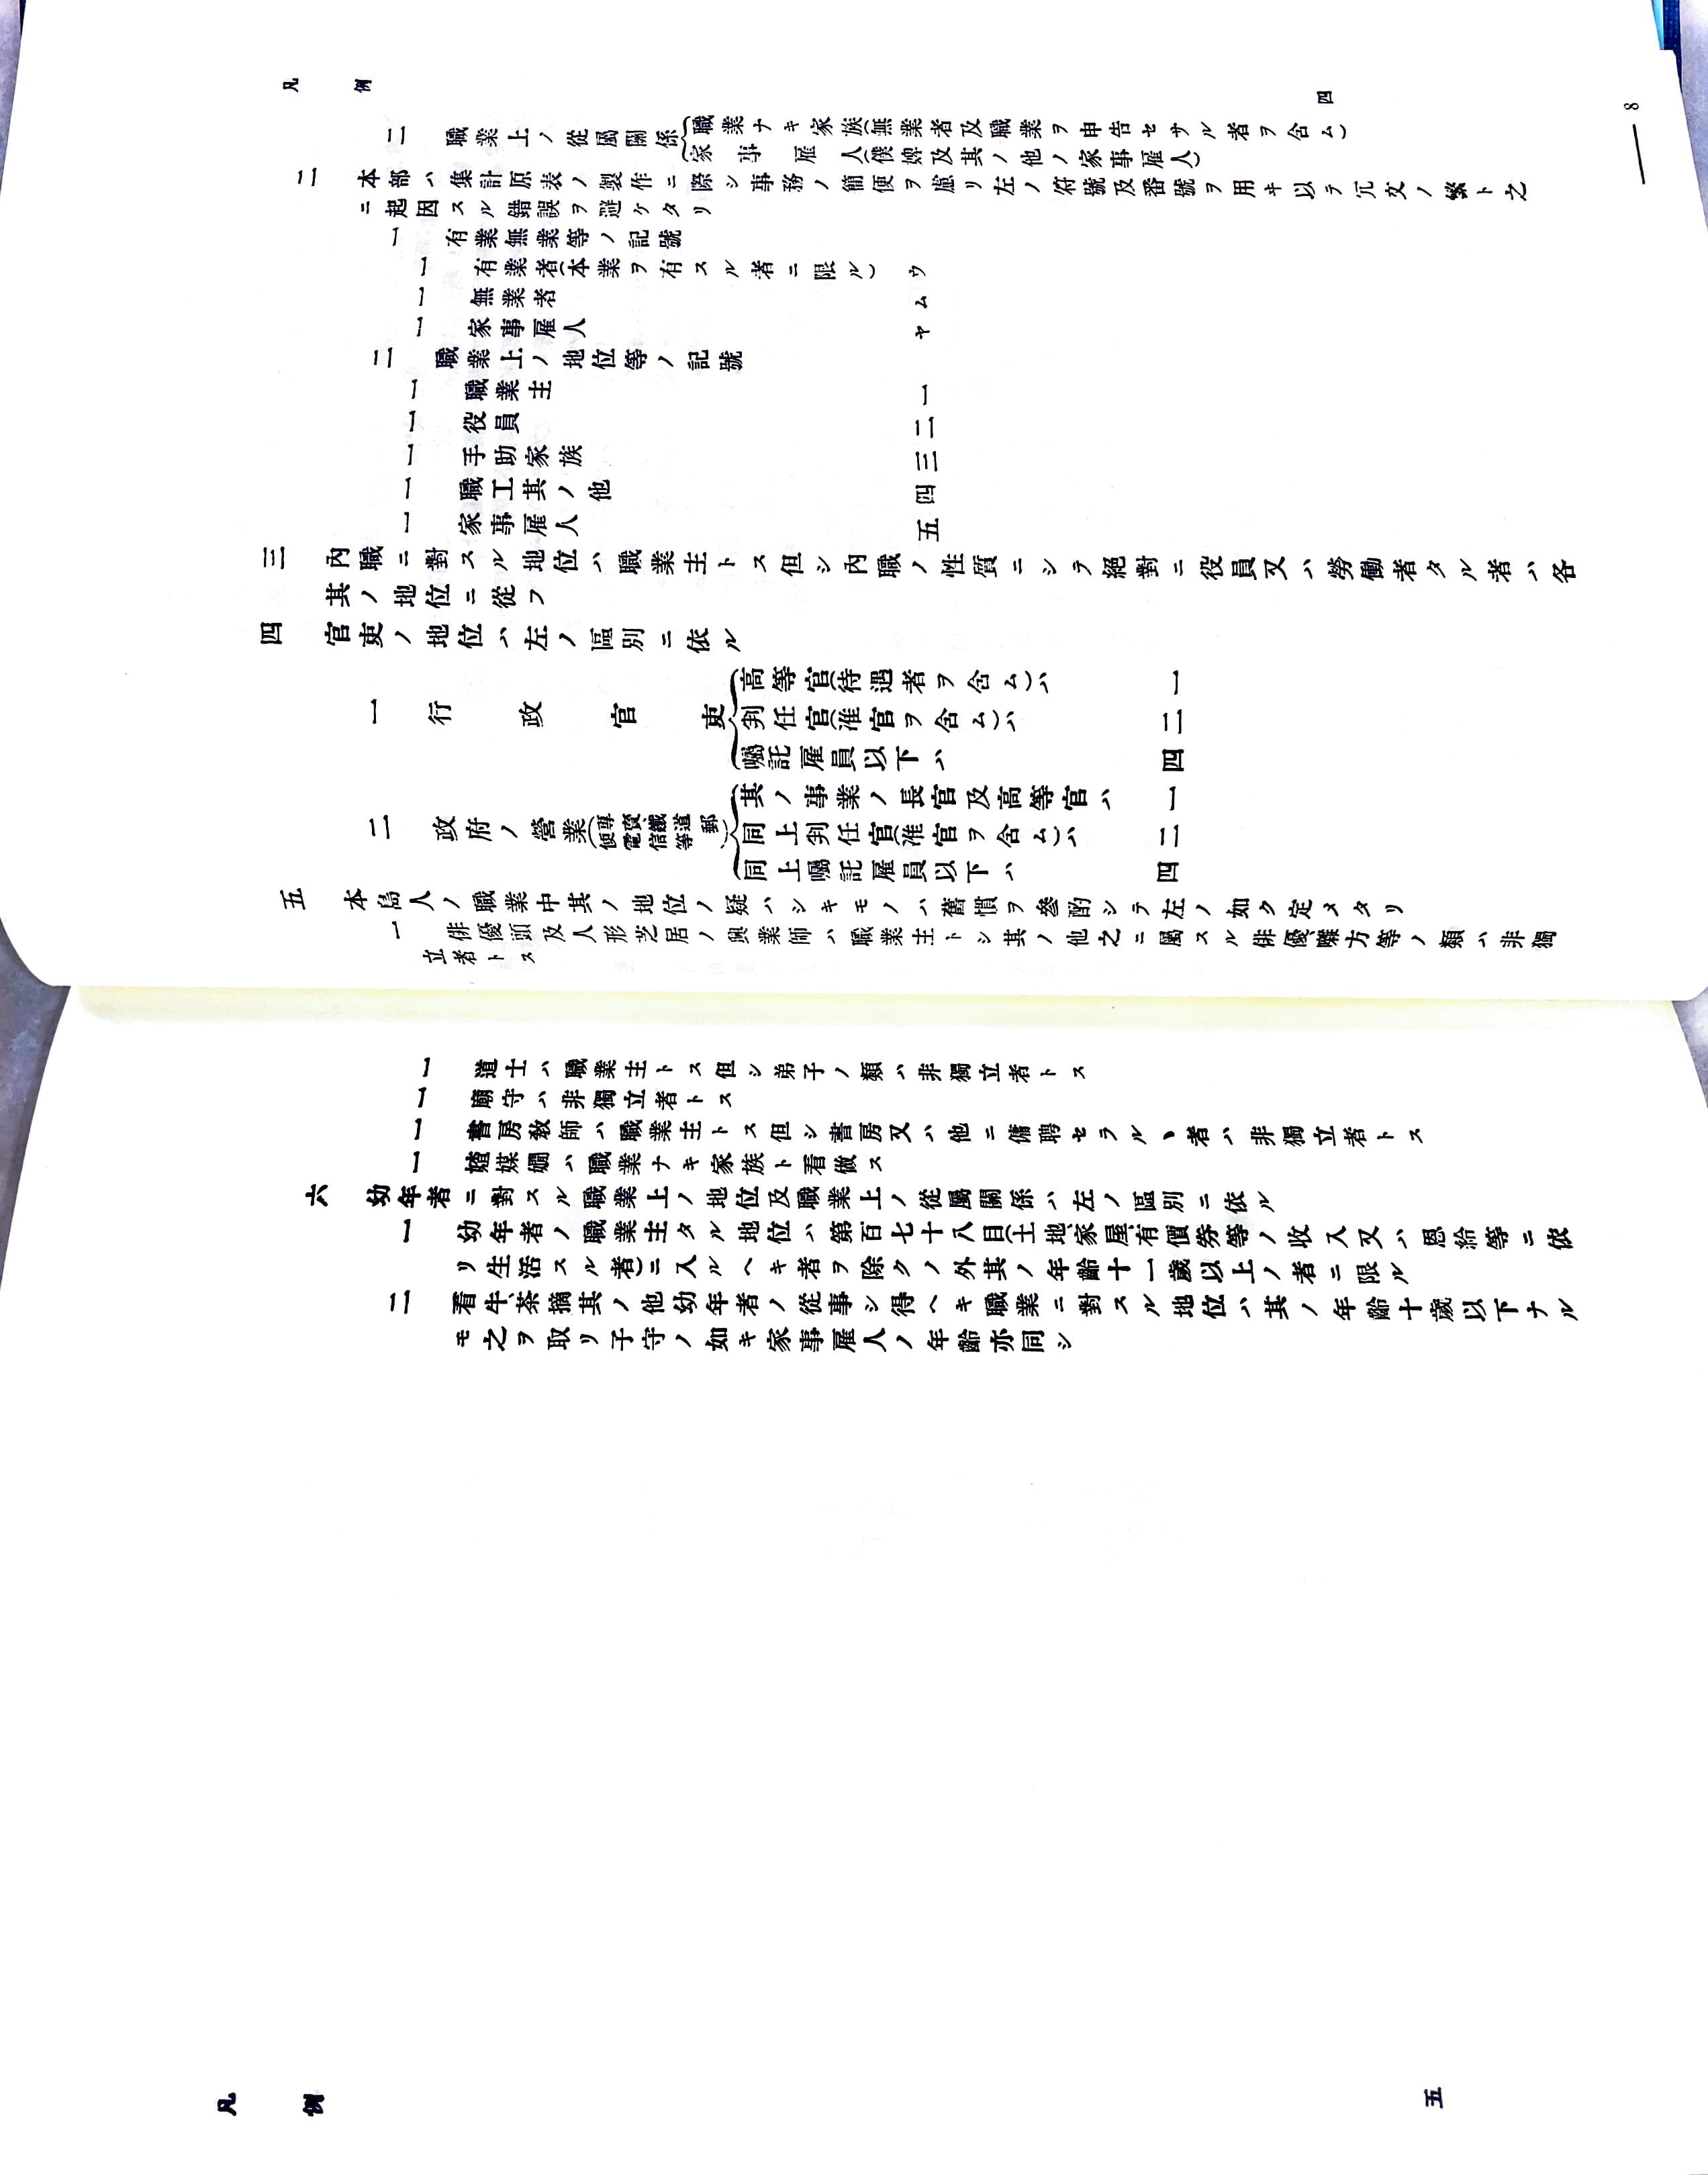 凡例
四
二 職業上ノ從屬關係
職業ナキ家族(無業者及職業ヲ申告セサル者ヲ含ム)
家事雇人(僕婢及其ノ他ノ家事雇人)
二 本部ハ集計原表ノ製作ニ際シ事務ノ簡便ヲ慮リ左ノ符號及番號ヲ用ヰ以テ冗文ノ繁ト之
ニ起因スル錯誤ヲ避ケタリ
一 有業無業等ノ記號
一 有業者(本業ヲ有スル者ニ限ル) ウ
一 無業者 ム
一 家事雇人 ヤ
二 職業上ノ地位等ノ記號
一 職業主 一
一 役員 二
一 手助家族 三
一 職工其ノ他 四
一 家事雇人 五
三 內職ニ對スル地位ハ職業主トス但シ內職ノ性質ニシテ絕對ニ役員又ハ勞働者タル者ハ各
其ノ地位ニ從フ
四 官吏ノ地位ハ左ノ區別ニ依ル
一 行政官吏
高等官(待遇者ヲ含ム)ハ 一
判任官(准官ヲ含ム)ハ 二
囑託雇員以下ハ 四
二 政府ノ營業(專賣、鐵道郵便電信等)
其ノ事業ノ長官及高等官ハ 一
同上判任官(准官ヲ含ム)ハ 二
同上囑託雇員以下ハ 四
五 本島人ノ職業中其ノ地位ノ疑ハシキモノハ舊慣ヲ參酌シテ左ノ如ク定メタリ
一 俳優頭及人形芝居ノ興業師ハ職業主トシ其ノ他之ニ屬スル俳優、囃方等ノ類ハ非獨
立者トス
8
一 道士ハ職業主トス但シ弟子ノ類ハ非獨立者トス
一 廟守ハ非獨立者トス
一 書房敎師ハ職業主トス但シ書房又ハ他ニ傭聘セラルヽ者ハ非獨立者トス
一 媎媒嫺ハ職業ナキ家族ト看做ス
六 幼年者ニ對スル職業上ノ地位及職業上ノ從屬關係ハ左ノ區別ニ依ル
一 幼年者ノ職業主タル地位ハ第百七十八目(土地、家屋、有價券等ノ收入又ハ恩給等ニ依
リ生活スル者)ニ入ルヘキ者ヲ除クノ外其ノ年齡十一歲以上ノ者ニ限ル
二 看牛、茶摘其ノ他幼年者ノ從事シ得ヘキ職業ニ對スル地位ハ其ノ年齡十歲以下ナル
モ之ヲ取リ子守ノ如キ家事雇人ノ年齡亦同シ
凡例
五